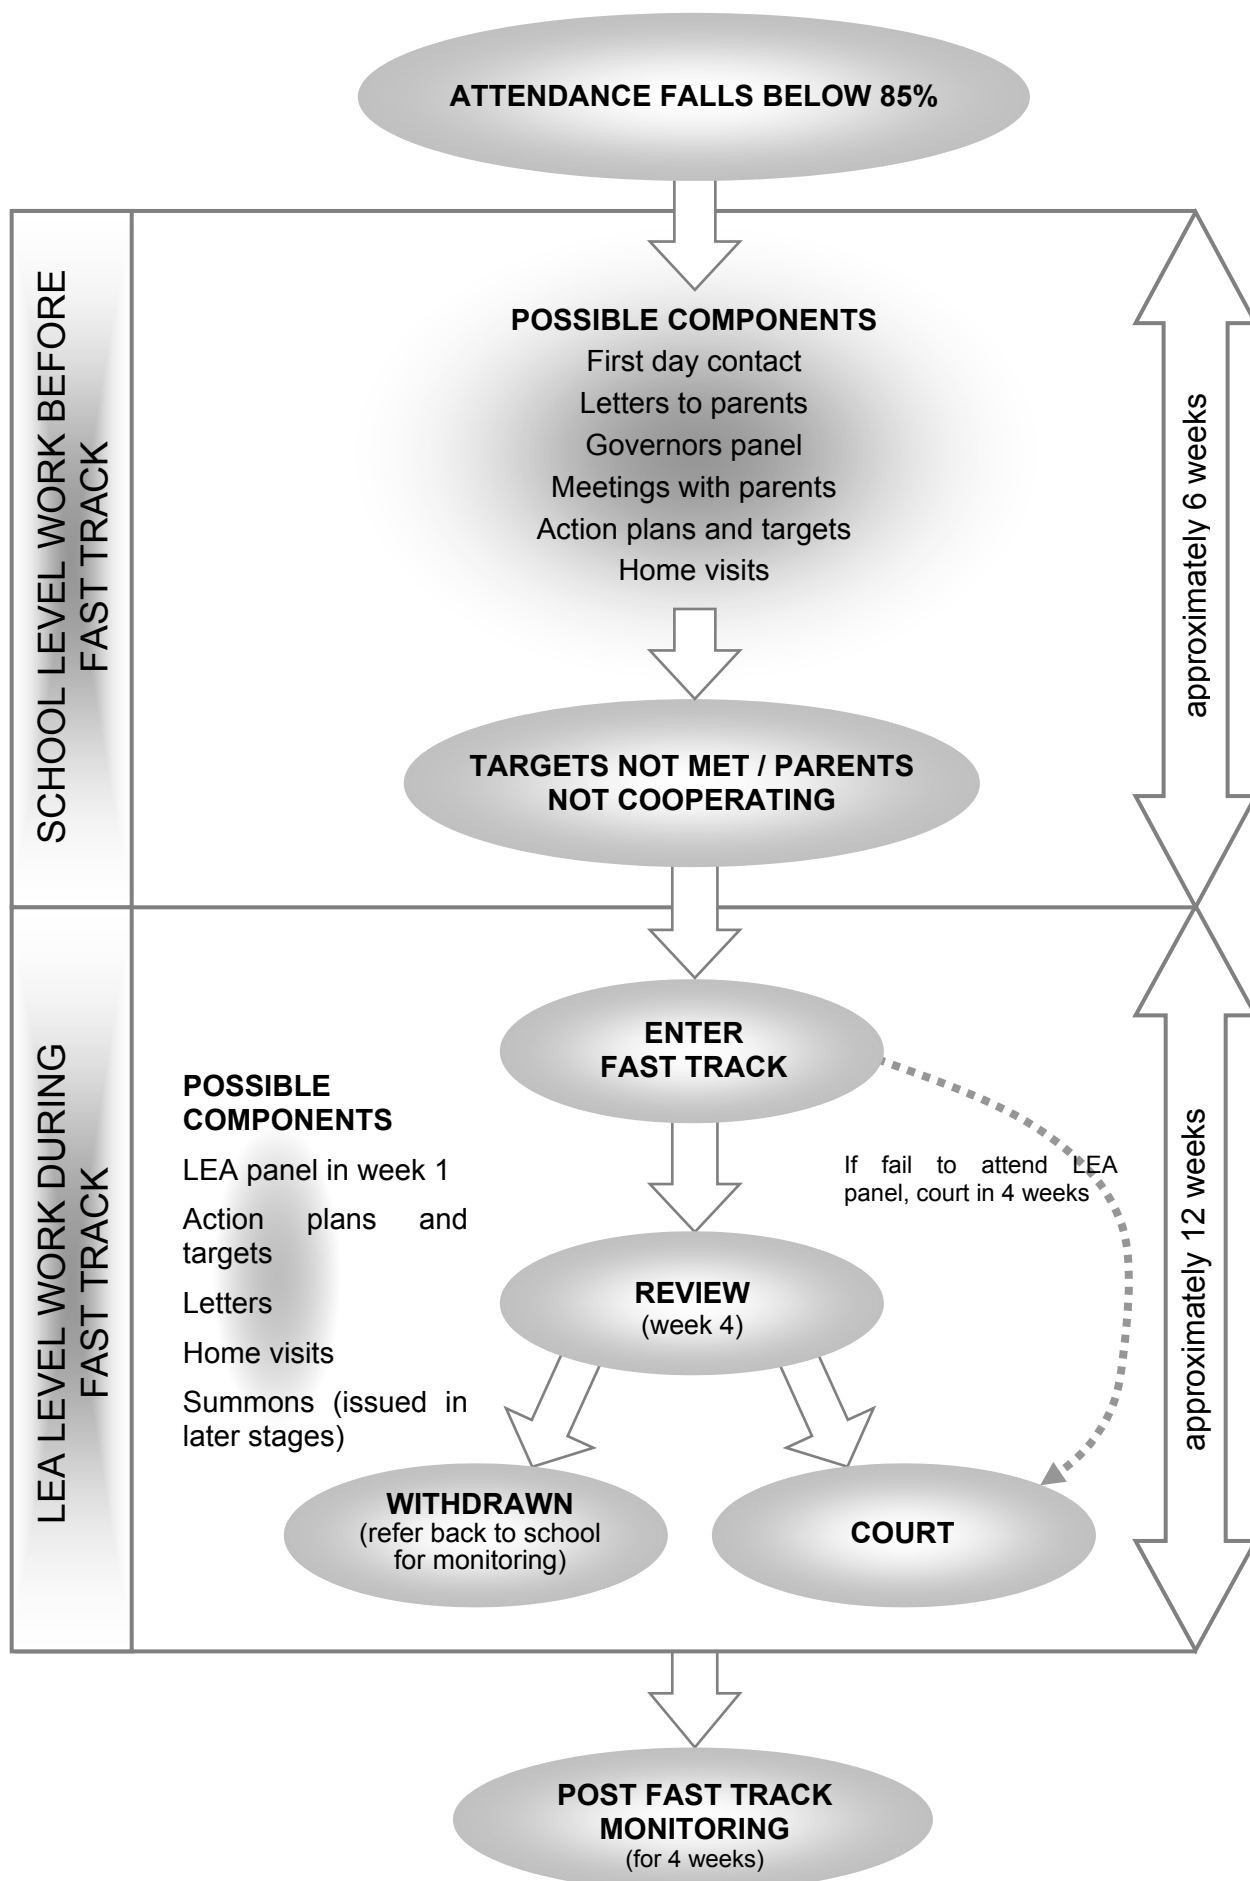 ATTENDANCE FALLS BELOW 85%
SCHOOL LEVEL WORK BEFORE
FAST TRACK
POSSIBLE COMPONENTS
First day contact
Letters to parents
Governors panel
Meetings with parents
Action plans and targets
Home visits
approximately 6 weeks
TARGETS NOT MET / PARENTS
NOT COOPERATING
LEA LEVEL WORK DURING
FAST TRACK
ENTER
FAST TRACK
POSSIBLE
COMPONENTS
LEA panel in week 1
Action plans and
targets
Letters
Home visits
Summons (issued in
later stages)
If fail to attend LEA
panel, court in 4 weeks
approximately 12 weeks
REVIEW
(week 4)
WITHDRAWN
(refer back to school
for monitoring)
COURT
POST FAST TRACK
MONITORING
(for 4 weeks)